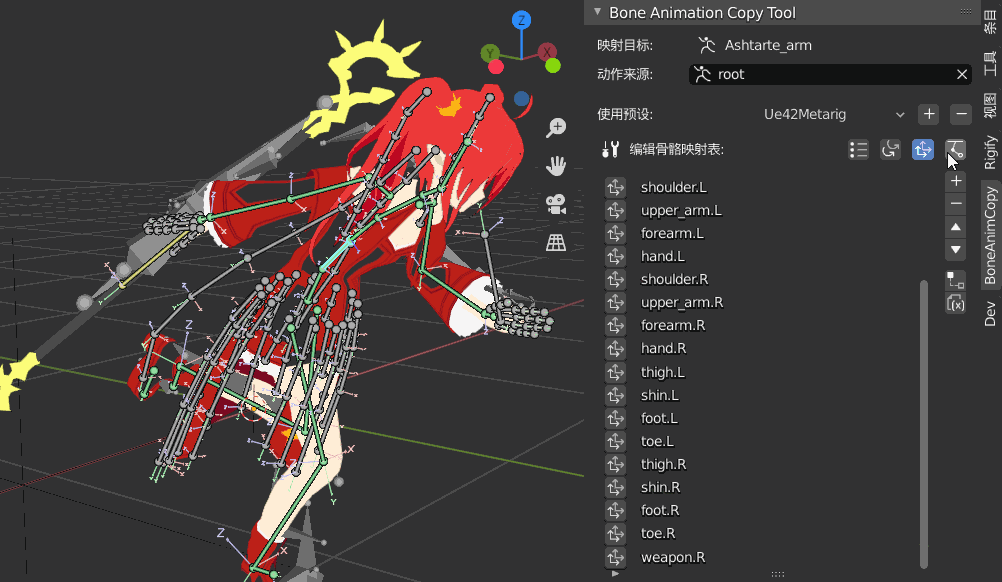 Bone Animation Copy Tool
映射目标:
Ashtarte_arm
动作来源:
root
使用预设:
Ue42Metarig
编辑骨骼映射表:
shoulder.L
upper_arm.L
forearm.L
hand.L
shoulder.R
upper_arm.R
forearm.R
hand.R
thigh.L
shin.L
foot.L
toe.L
thigh.R
shin.R
foot.R
toe.R
weapon.R
条目
工具
视图
Rigify
BoneAnimCopy
Dev
Z
Y
X
Z
Z
X
Y
Z
X